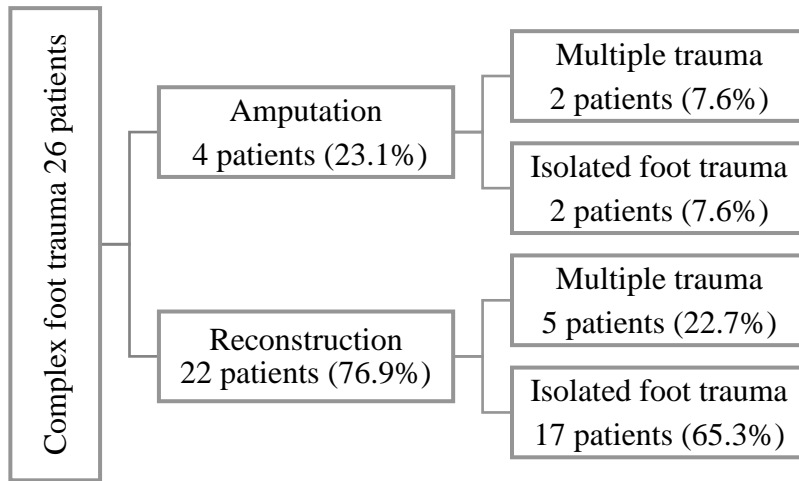 Complex foot trauma 26 patients
Amputation
4 patients (23.1%)
Multiple trauma
2 patients (7.6%)
Isolated foot trauma
2 patients (7.6%)
Reconstruction
22 patients (76.9%)
Multiple trauma
5 patients (22.7%)
Isolated foot trauma
17 patients (65.3%)